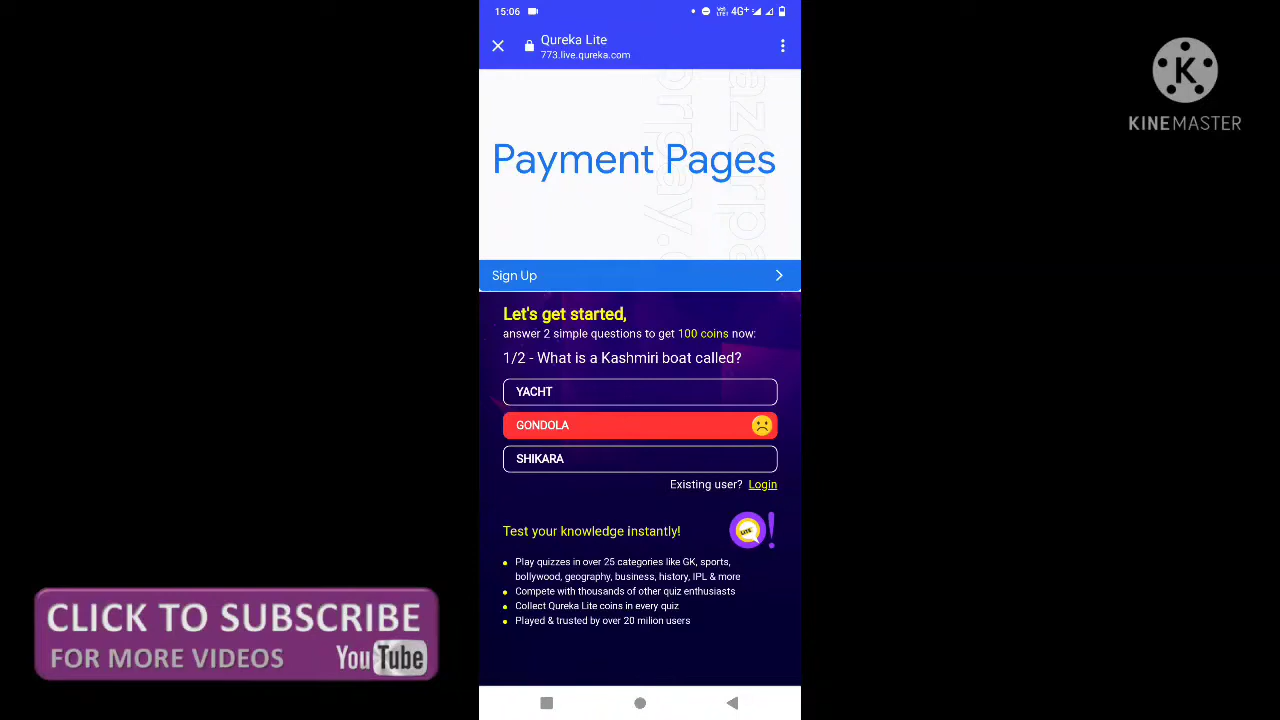 15:06
Vo) LTE1 4G+
Qureka Lite
773.live.qureka.com
KINEMASTER
Payment Pages
Sign Up
Let's get started,
answer 2 simple questions to get 100 coins now:
1/2 - What is a Kashmiri boat called?
YACHT
GONDOLA
SHIKARA
Existing user? Login
Test your knowledge instantly!
LITE
Play quizzes in over 25 categories like GK, sports,
bollywood, geography, business, history, IPL & more
Compete with thousands of other quiz enthusiasts
Collect Qureka Lite coins in every quiz
Played & trusted by over 20 milion users
CLICK TO SUBSCRIBE
FOR MORE VIDEOS YouTube